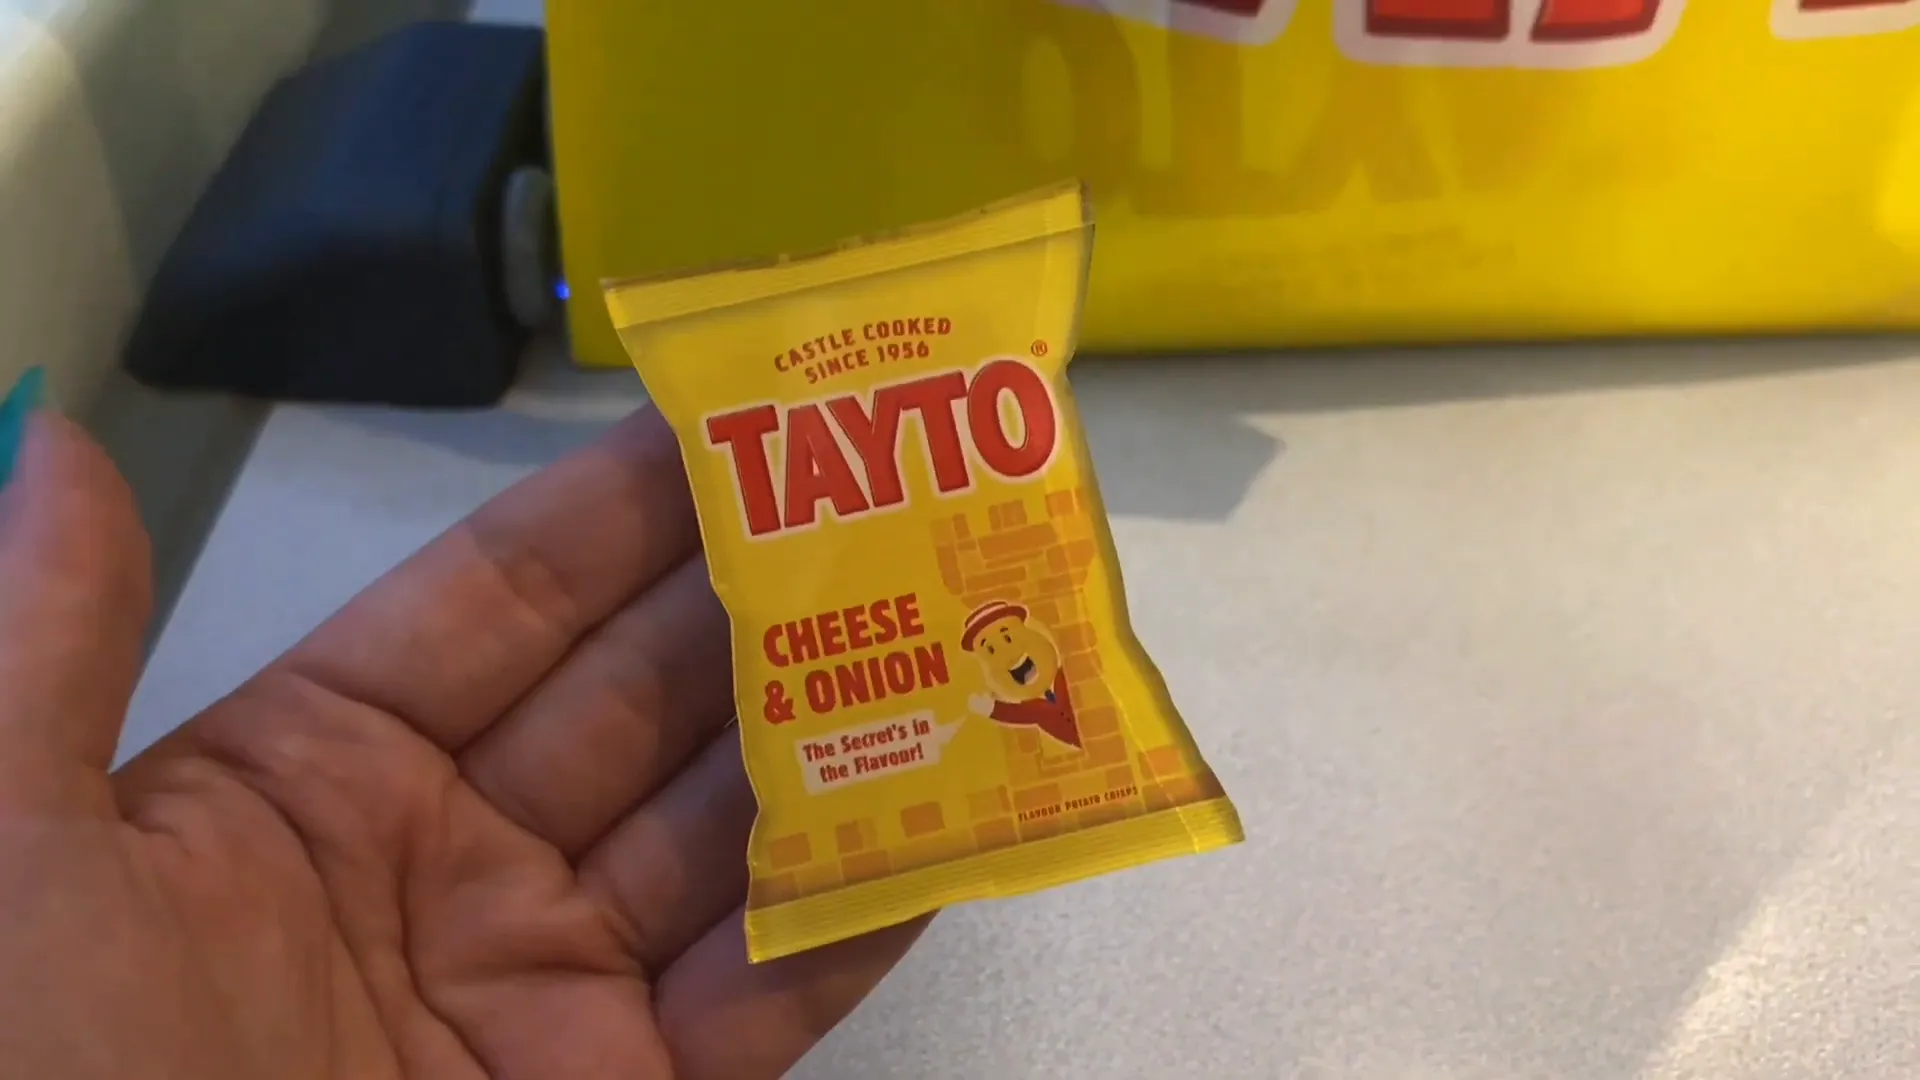 CASTLE COOKED
SINCE 1956
TAYTO®
CHEESE
& ONION
The Secret's in
the Flavour!
FLAVOUR POTATO CRISPS